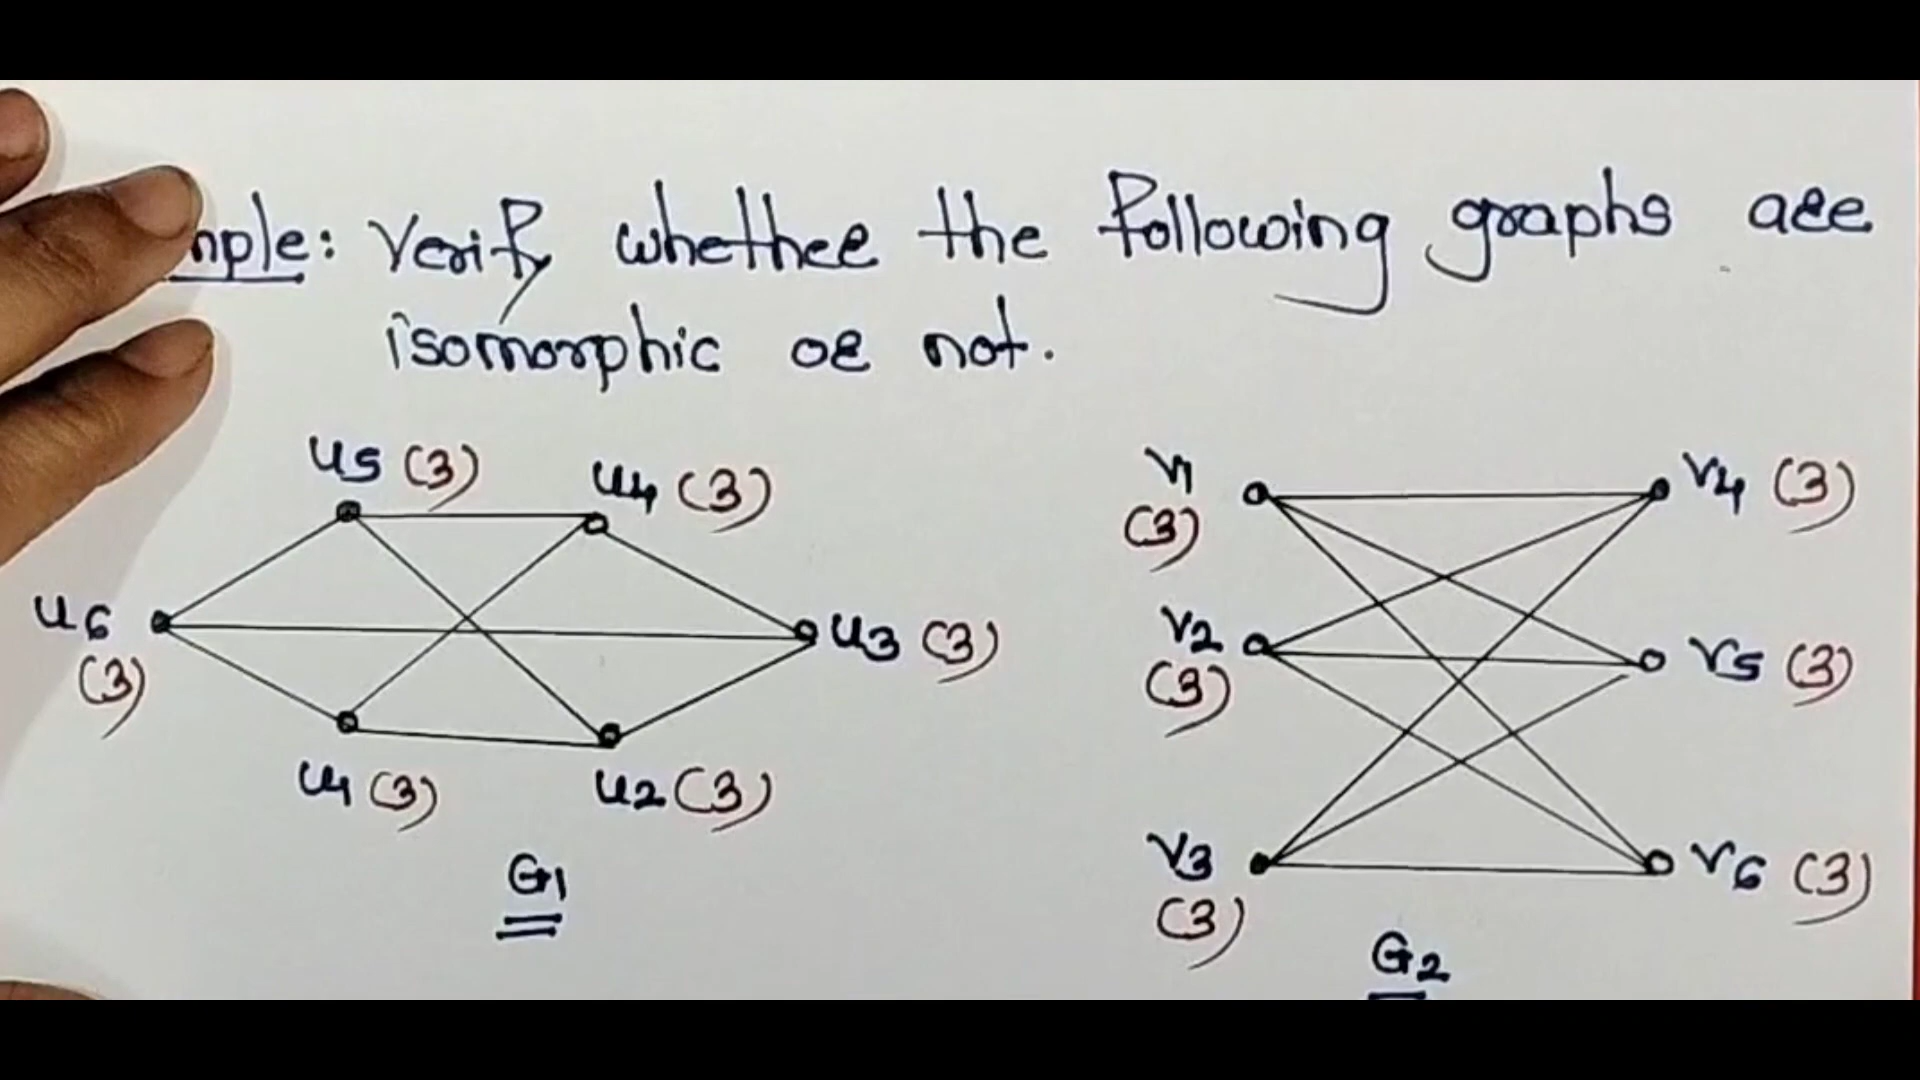 nple: Verify whether the following graphs are
isomorphic or not.
u5 (3)
u4 (3)
u6
(3)
u3 (3)
u1 (3)
u2 (3)
G1
v1
(3)
v4 (3)
v2
(3)
v5 (3)
v3
(3)
v6 (3)
G2